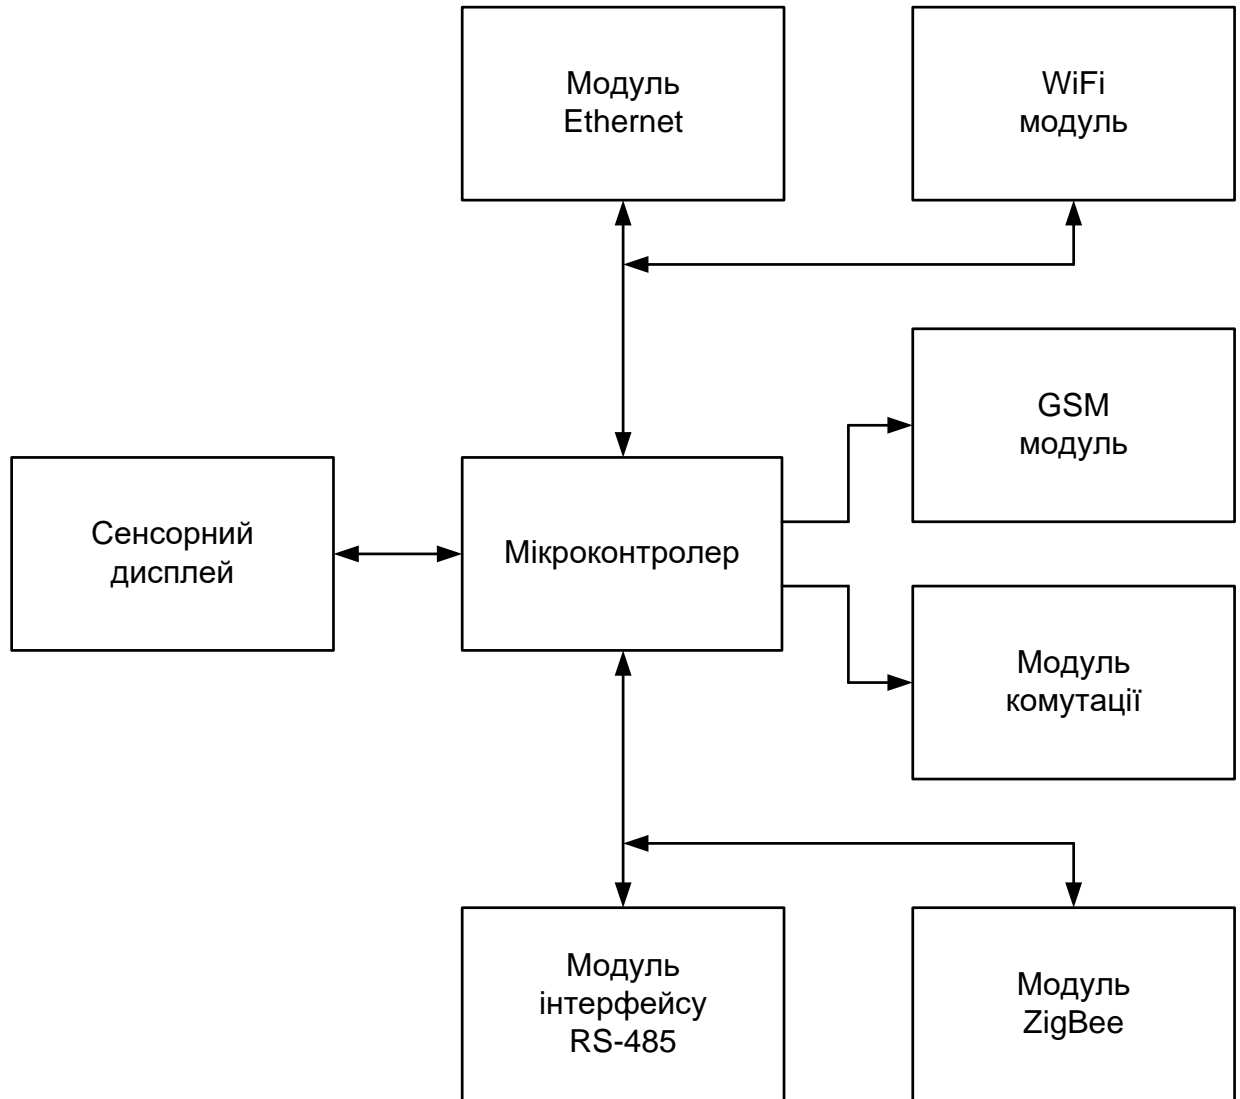 Модуль
Ethernet
WiFi
модуль
GSM
модуль
Сенсорний
дисплей
Мікроконтролер
Модуль
комутації
Модуль
інтерфейсу
RS-485
Модуль
ZigBee